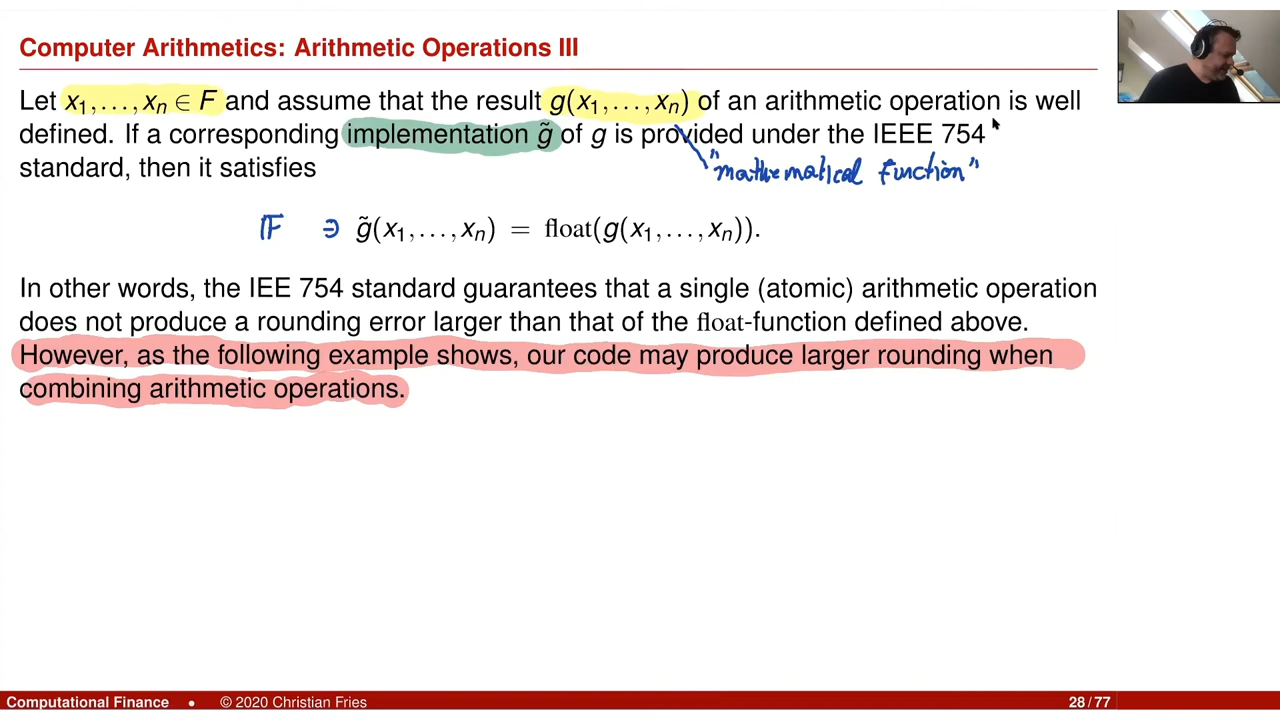 Computer Arithmetics: Arithmetic Operations III
Let x₁,…,xₙ ∈ F and assume that the result g(x₁,…,xₙ) of an arithmetic operation is well
defined. If a corresponding implementation g̃ of g is provided under the IEEE 754
standard, then it satisfies
"mathematical function"
𝔽 ∋ g̃(x₁,…,xₙ) = float(g(x₁,…,xₙ)).
In other words, the IEEE 754 standard guarantees that a single (atomic) arithmetic operation
does not produce a rounding error larger than that of the float-function defined above.
However, as the following example shows, our code may produce larger rounding when
combining arithmetic operations.
Computational Finance • © 2020 Christian Fries 28/77